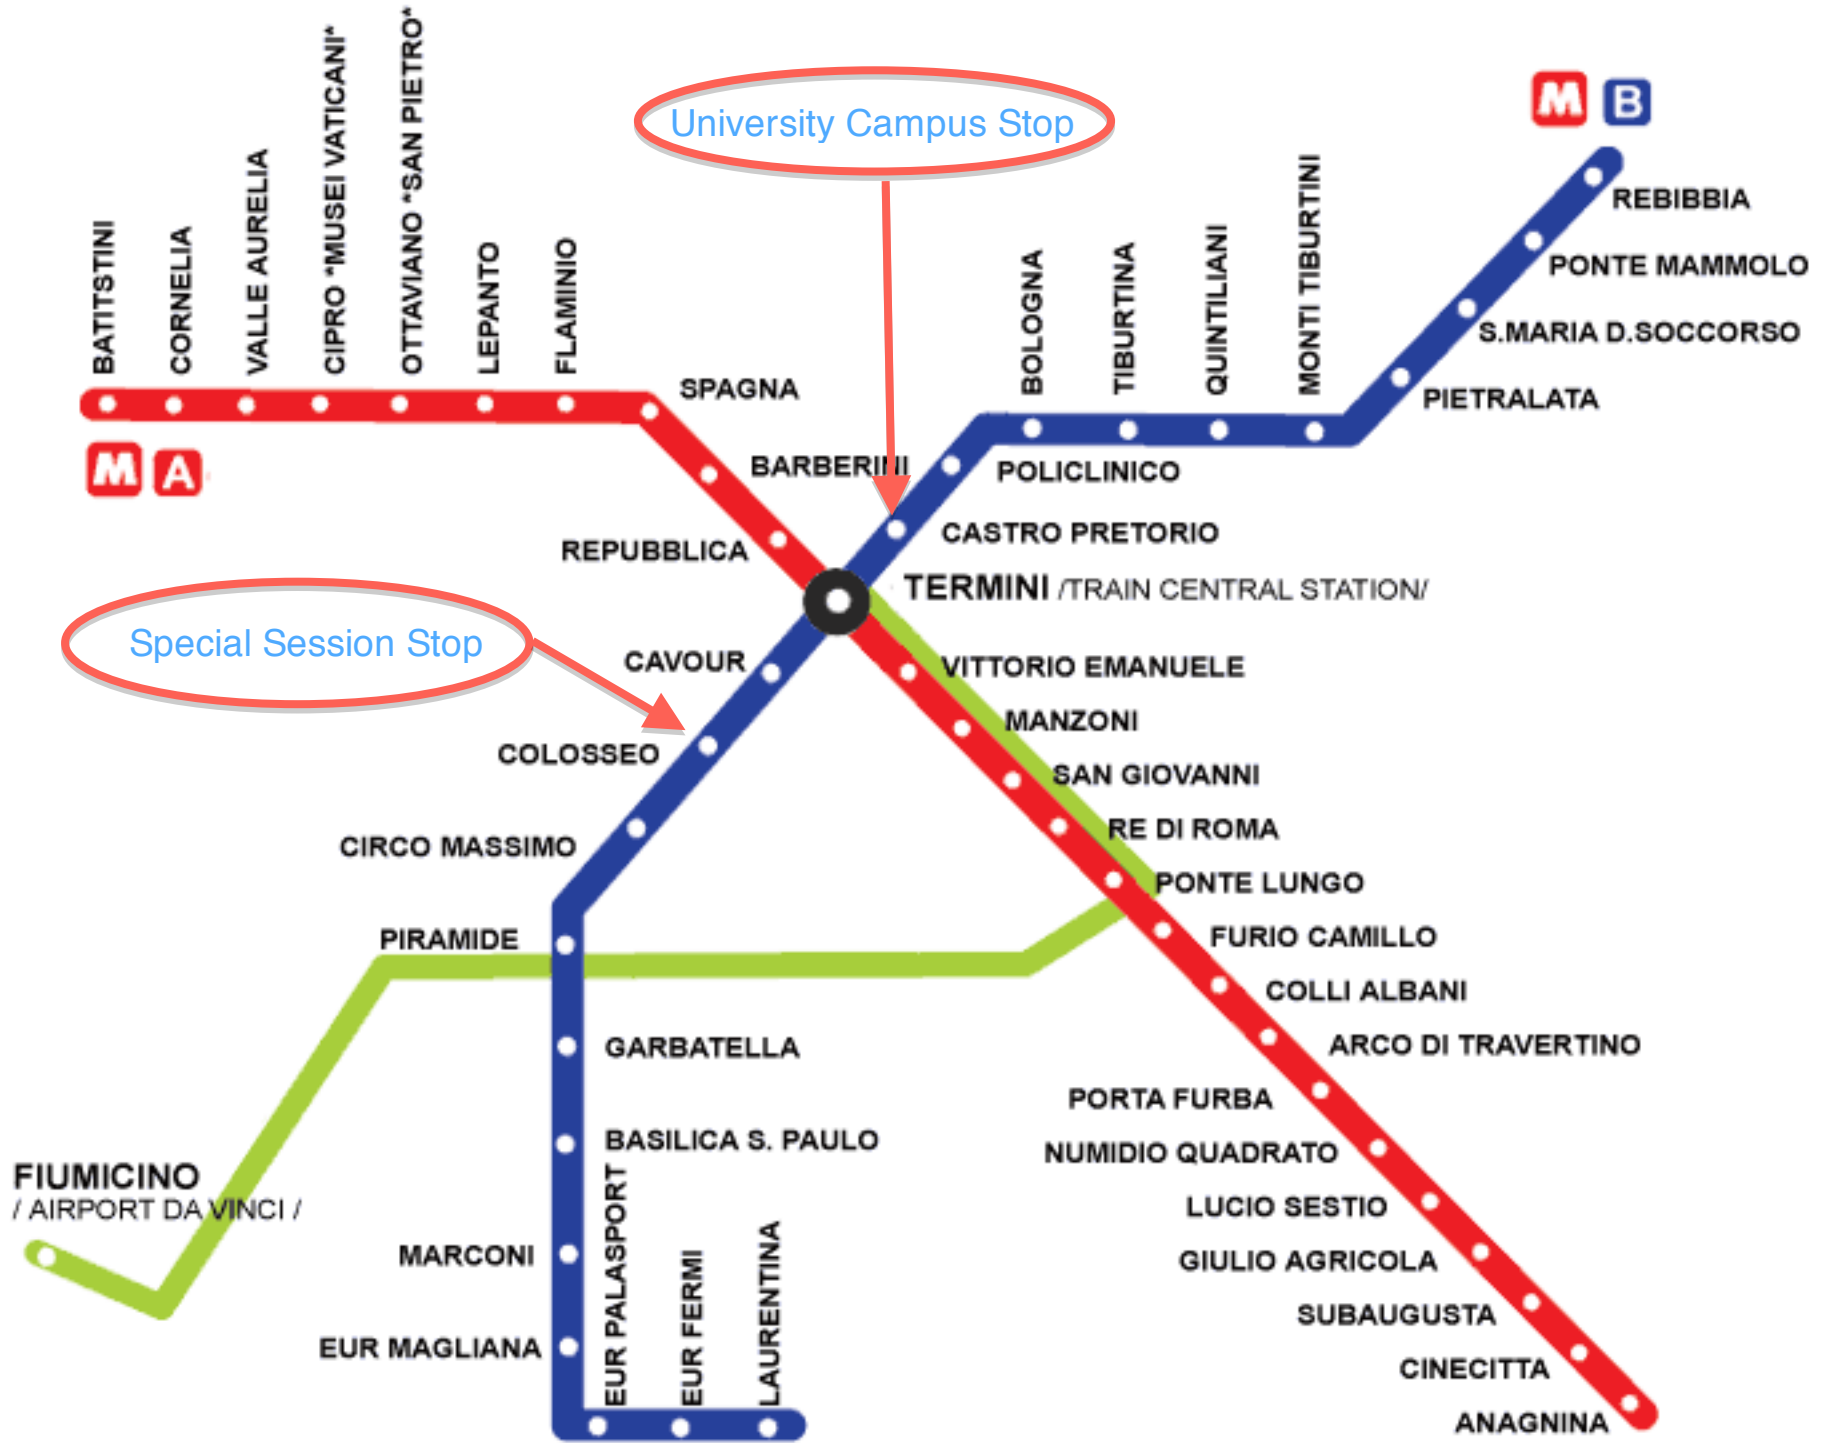 BATITSTINI
CORNELIA
VALLE AURELIA
CIPRO "MUSEI VATICANI"
OTTAVIANO "SAN PIETRO"
LEPANTO
FLAMINIO
SPAGNA
M A
BARBERINI
REPUBBLICA
University Campus Stop
M B
REBIBBIA
PONTE MAMMOLO
S.MARIA D.SOCCORSO
PIETRALATA
MONTI TIBURTINI
QUINTILIANI
TIBURTINA
BOLOGNA
POLICLINICO
CASTRO PRETORIO
TERMINI /TRAIN CENTRAL STATION/
Special Session Stop
CAVOUR
COLOSSEO
CIRCO MASSIMO
PIRAMIDE
GARBATELLA
BASILICA S. PAULO
MARCONI
EUR MAGLIANA
EUR PALASPORT
EUR FERMI
LAURENTINA
FIUMICINO
/ AIRPORT DA VINCI /
VITTORIO EMANUELE
MANZONI
SAN GIOVANNI
RE DI ROMA
PONTE LUNGO
FURIO CAMILLO
COLLI ALBANI
ARCO DI TRAVERTINO
PORTA FURBA
NUMIDIO QUADRATO
LUCIO SESTIO
GIULIO AGRICOLA
SUBAUGUSTA
CINECITTA
ANAGNINA